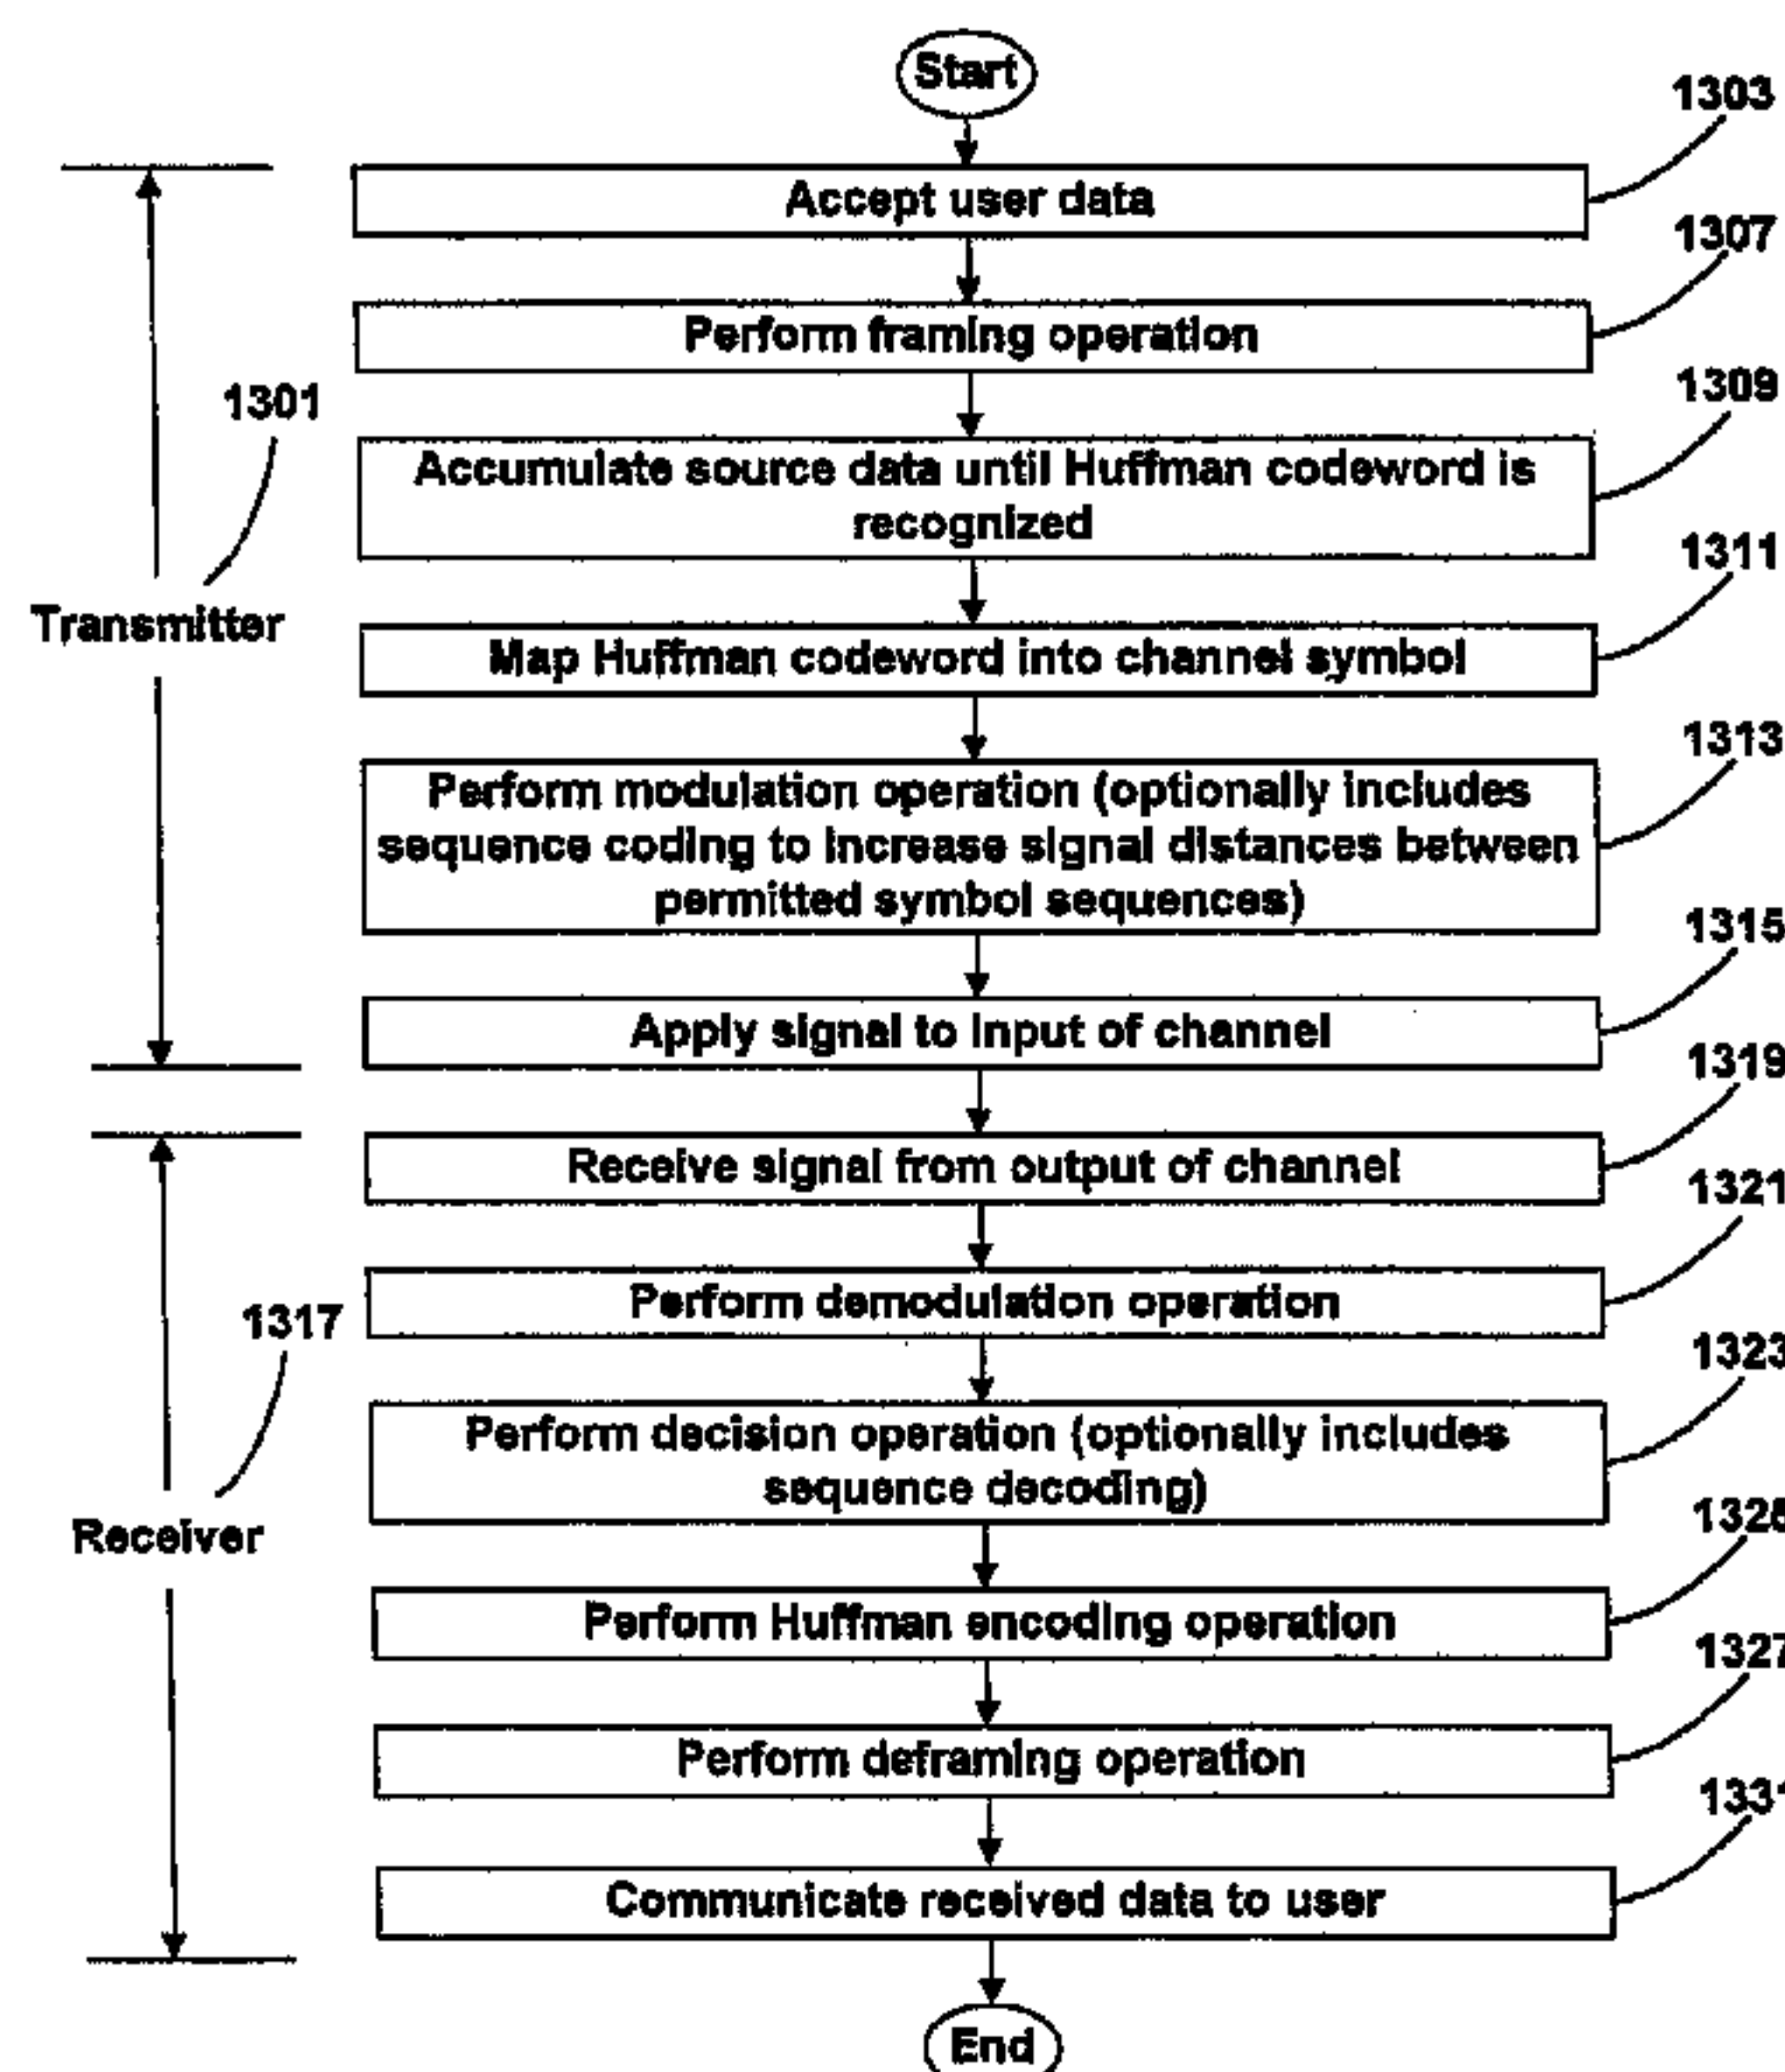 Start
1303
Accept user data
1307
Perform framing operation
1301
1309
Accumulate source data until Huffman codeword is
recognized
1311
Transmitter
Map Huffman codeword into channel symbol
1313
Perform modulation operation (optionally includes
sequence coding to increase signal distances between
permitted symbol sequences)
1315
Apply signal to input of channel
1319
Receive signal from output of channel
1321
Perform demodulation operation
1317
1323
Perform decision operation (optionally includes
sequence decoding)
Receiver
Perform Huffman encoding operation
1327
Perform deframing operation
Communicate received data to user
End